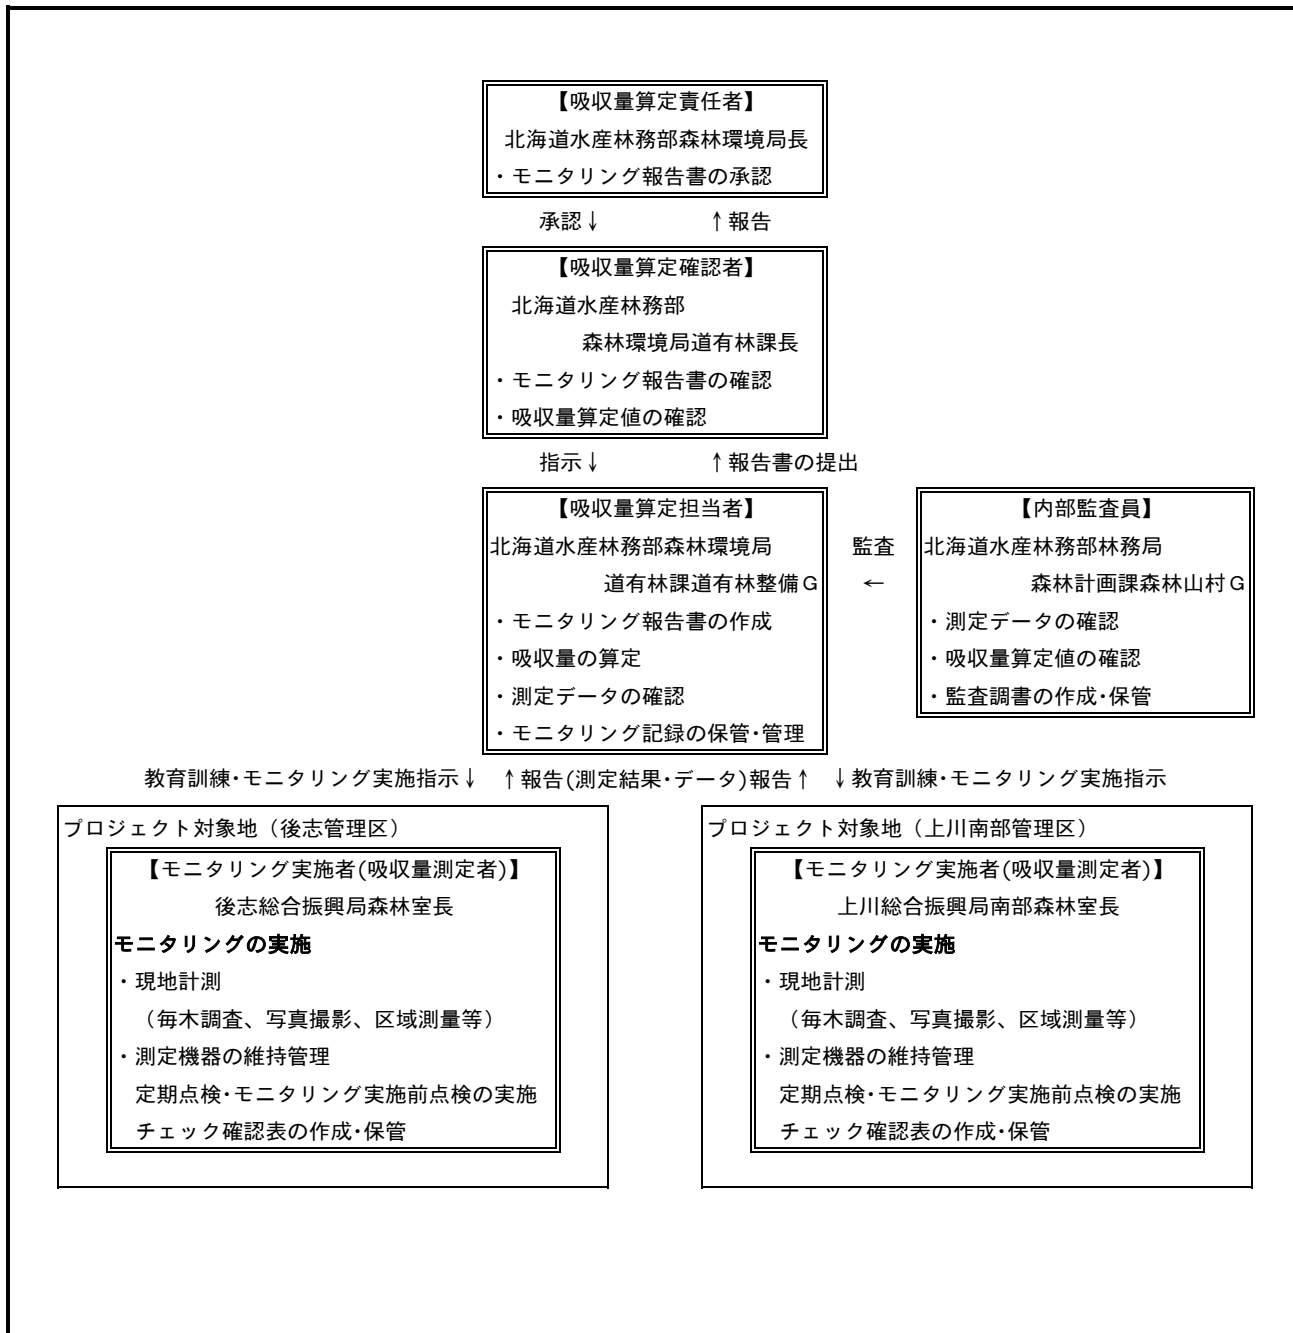 【吸収量算定責任者】
北海道水産林務部森林環境局長
・モニタリング報告書の承認
承認↓ ↑報告
【吸収量算定確認者】
北海道水産林務部
森林環境局道有林課長
・モニタリング報告書の確認
・吸収量算定値の確認
指示↓ ↑報告書の提出
【吸収量算定担当者】
北海道水産林務部森林環境局
道有林課道有林整備G
・モニタリング報告書の作成
・吸収量の算定
・測定データの確認
・モニタリング記録の保管・管理
監査
←
【内部監査員】
北海道水産林務部林務局
森林計画課森林山村G
・測定データの確認
・吸収量算定値の確認
・監査調書の作成・保管
教育訓練・モニタリング実施指示↓ ↑報告(測定結果・データ)報告↑ ↓教育訓練・モニタリング実施指示
プロジェクト対象地（後志管理区）
【モニタリング実施者(吸収量測定者)】
後志総合振興局森林室長
モニタリングの実施
・現地計測
（毎木調査、写真撮影、区域測量等）
・測定機器の維持管理
定期点検・モニタリング実施前点検の実施
チェック確認表の作成・保管
プロジェクト対象地（上川南部管理区）
【モニタリング実施者(吸収量測定者)】
上川総合振興局南部森林室長
モニタリングの実施
・現地計測
（毎木調査、写真撮影、区域測量等）
・測定機器の維持管理
定期点検・モニタリング実施前点検の実施
チェック確認表の作成・保管